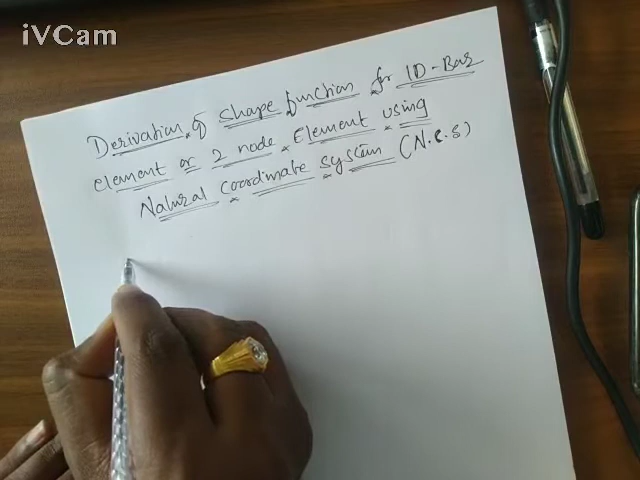 iVCam
Derivation of shape function for 1D-Bar
element or 2 node Element using
Natural coordinate system (N.C.S)